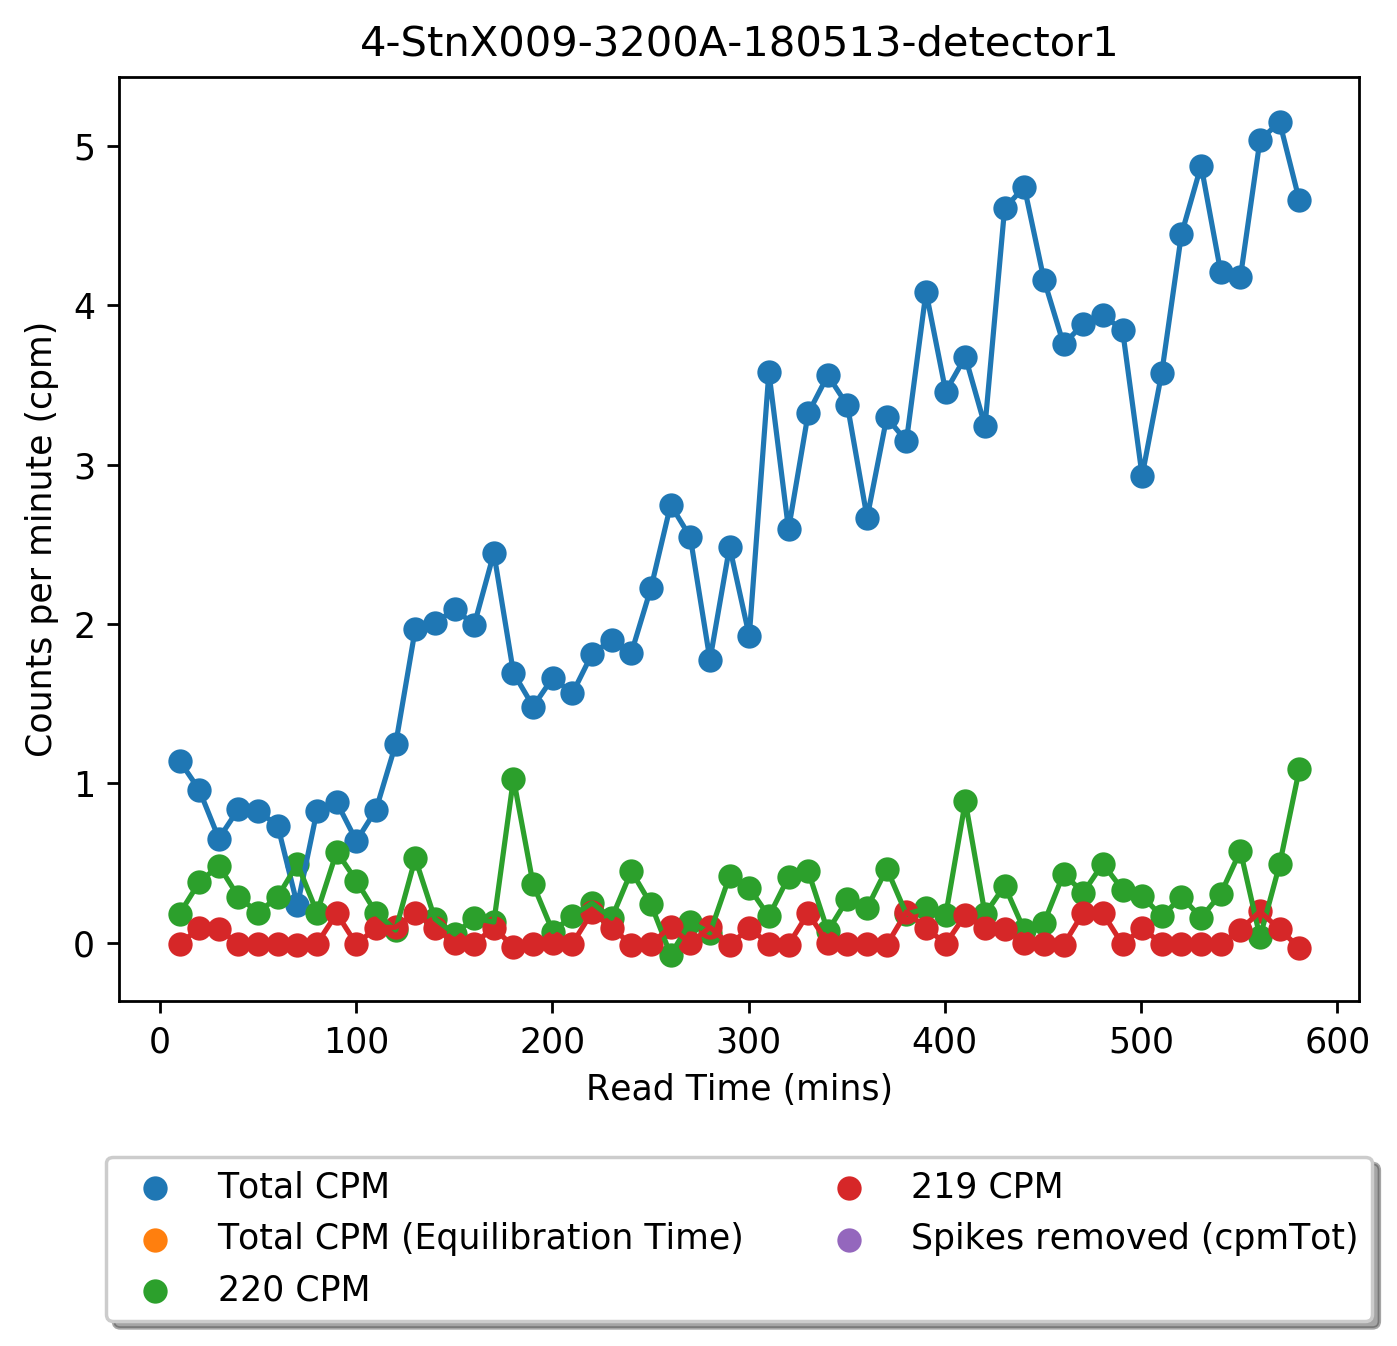 4-StnX009-3200A-180513-detector1
5
4
3
2
1
0
Counts per minute (cpm)
0 100 200 300 400 500 600
Read Time (mins)
Total CPM
Total CPM (Equilibration Time)
220 CPM
219 CPM
Spikes removed (cpmTot)